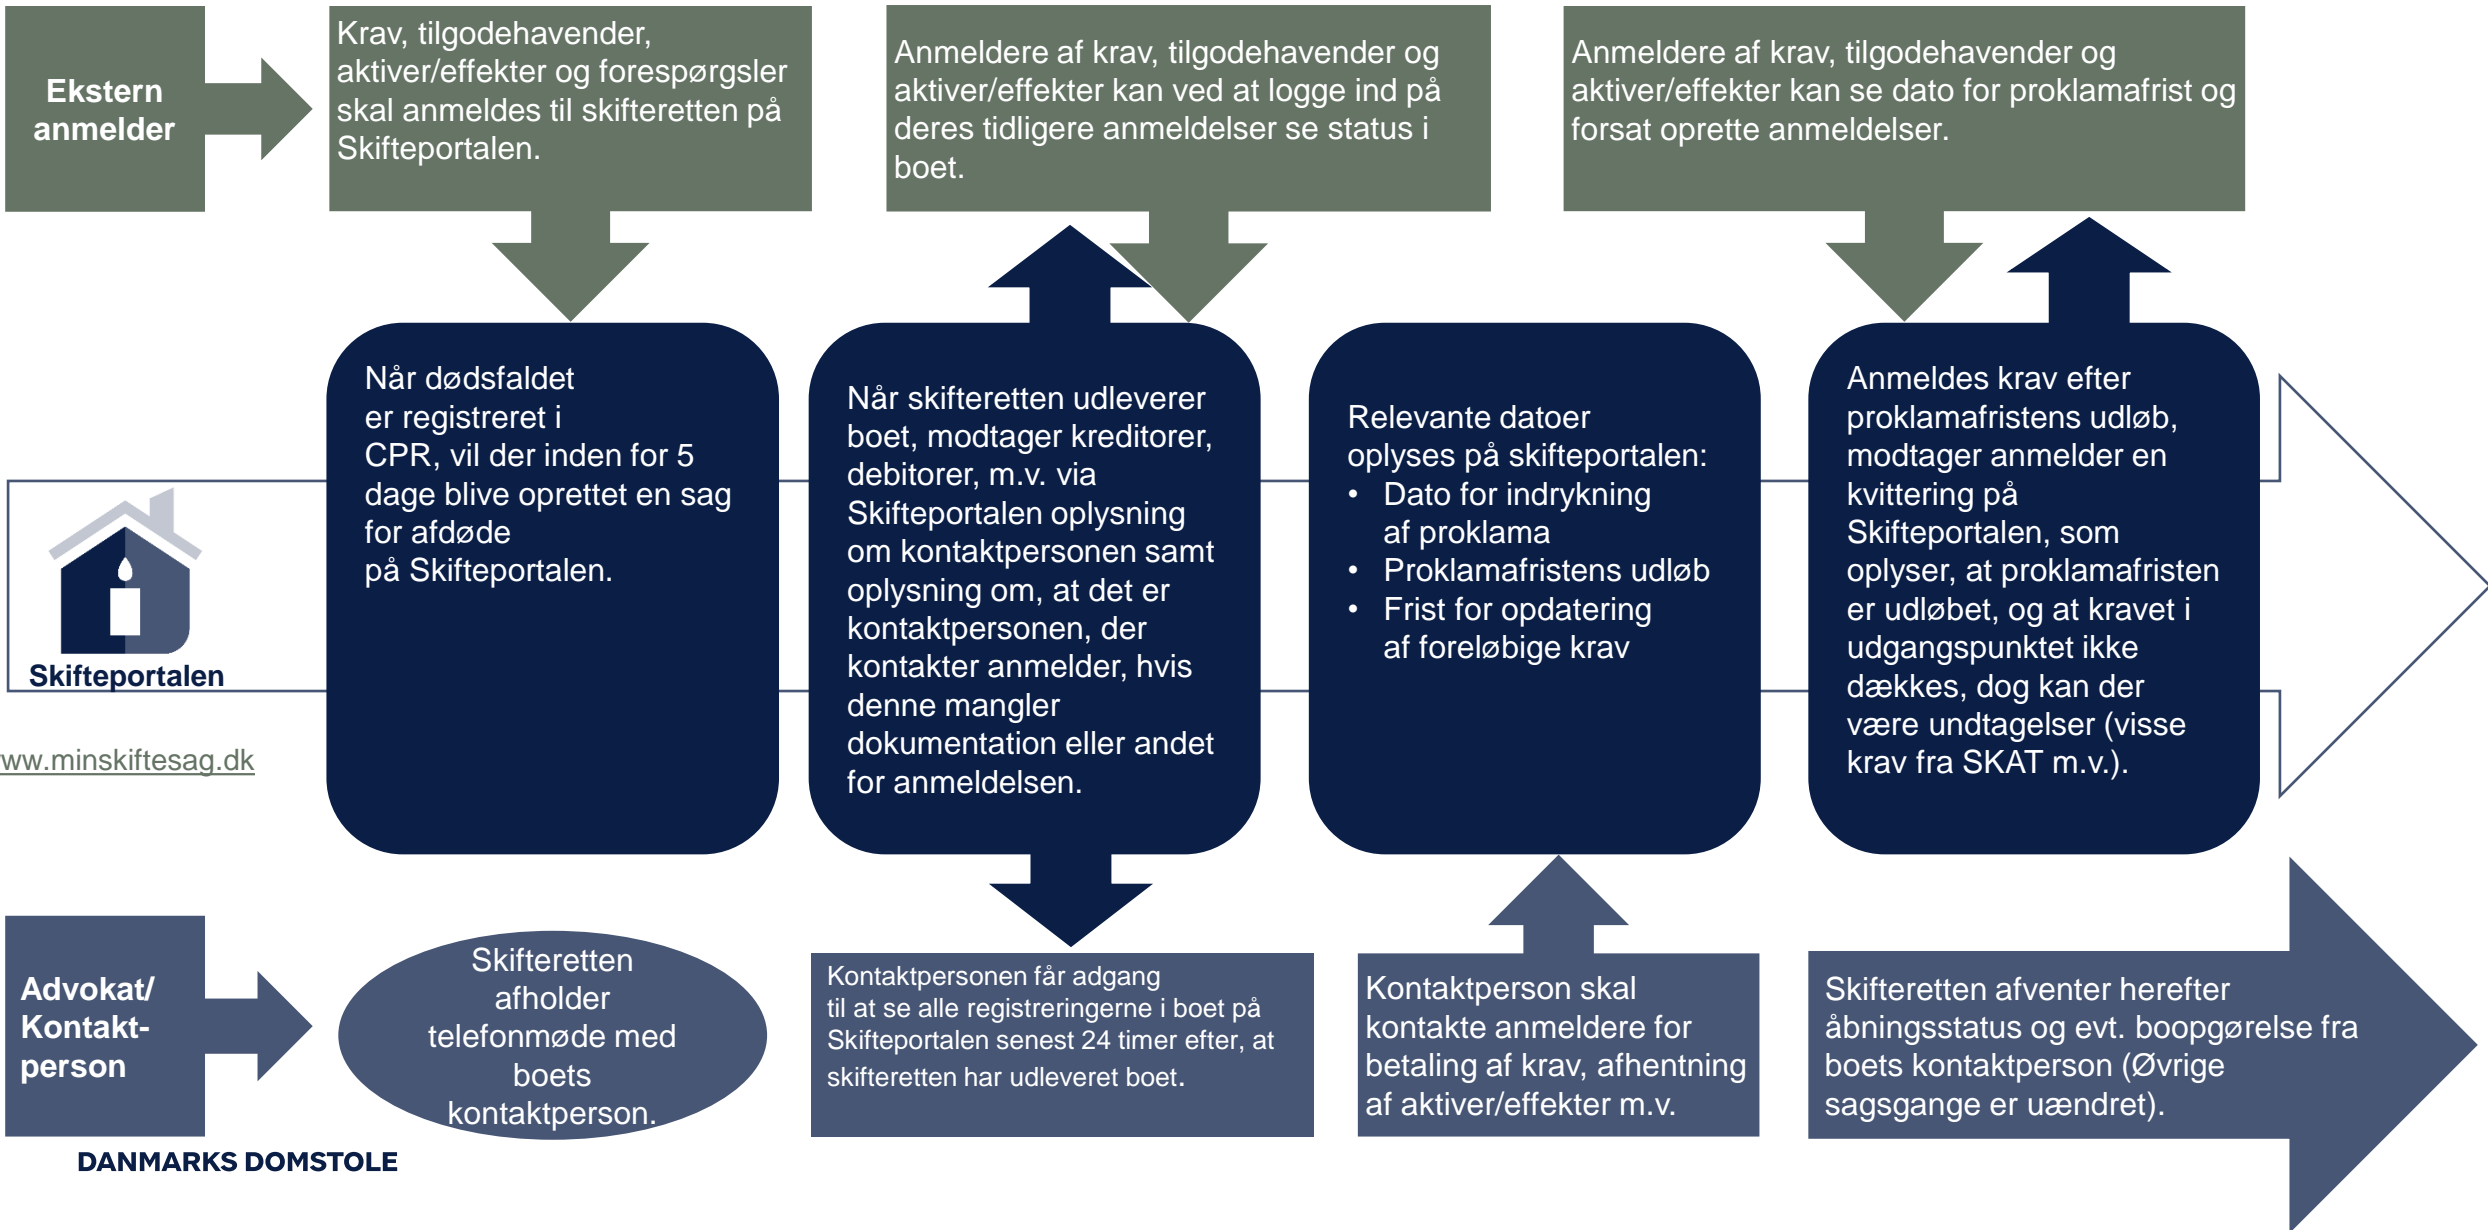 Ekstern
anmelder
Krav, tilgodehavender,
aktiver/effekter og forespørgsler
skal anmeldes til skifteretten på
Skifteportalen.
Anmeldere af krav, tilgodehavender og
aktiver/effekter kan ved at logge ind på
deres tidligere anmeldelser se status i
boet.
Anmeldere af krav, tilgodehavender og
aktiver/effekter kan se dato for proklamafrist og
forsat oprette anmeldelser.
Skifteportalen
ww.minskiftesag.dk
Når dødsfaldet
er registreret i
CPR, vil der inden for 5
dage blive oprettet en sag
for afdøde
på Skifteportalen.
Når skifteretten udleverer
boet, modtager kreditorer,
debitorer, m.v. via
Skifteportalen oplysning
om kontaktpersonen samt
oplysning om, at det er
kontaktpersonen, der
kontakter anmelder, hvis
denne mangler
dokumentation eller andet
for anmeldelsen.
Relevante datoer
oplyses på skifteportalen:
• Dato for indrykning
af proklama
• Proklamafristens udløb
• Frist for opdatering
af foreløbige krav
Anmeldes krav efter
proklamafristens udløb,
modtager anmelder en
kvittering på
Skifteportalen, som
oplyser, at proklamafristen
er udløbet, og at kravet i
udgangspunktet ikke
dækkes, dog kan der
være undtagelser (visse
krav fra SKAT m.v.).
Advokat/
Kontakt-
person
Skifteretten
afholder
telefonmøde med
boets
kontaktperson.
Kontaktpersonen får adgang
til at se alle registreringerne i boet på
Skifteportalen senest 24 timer efter, at
skifteretten har udleveret boet.
Kontaktperson skal
kontakte anmeldere for
betaling af krav, afhentning
af aktiver/effekter m.v.
Skifteretten afventer herefter
åbningsstatus og evt. boopgørelse fra
boets kontaktperson (Øvrige
sagsgange er uændret).
DANMARKS DOMSTOLE